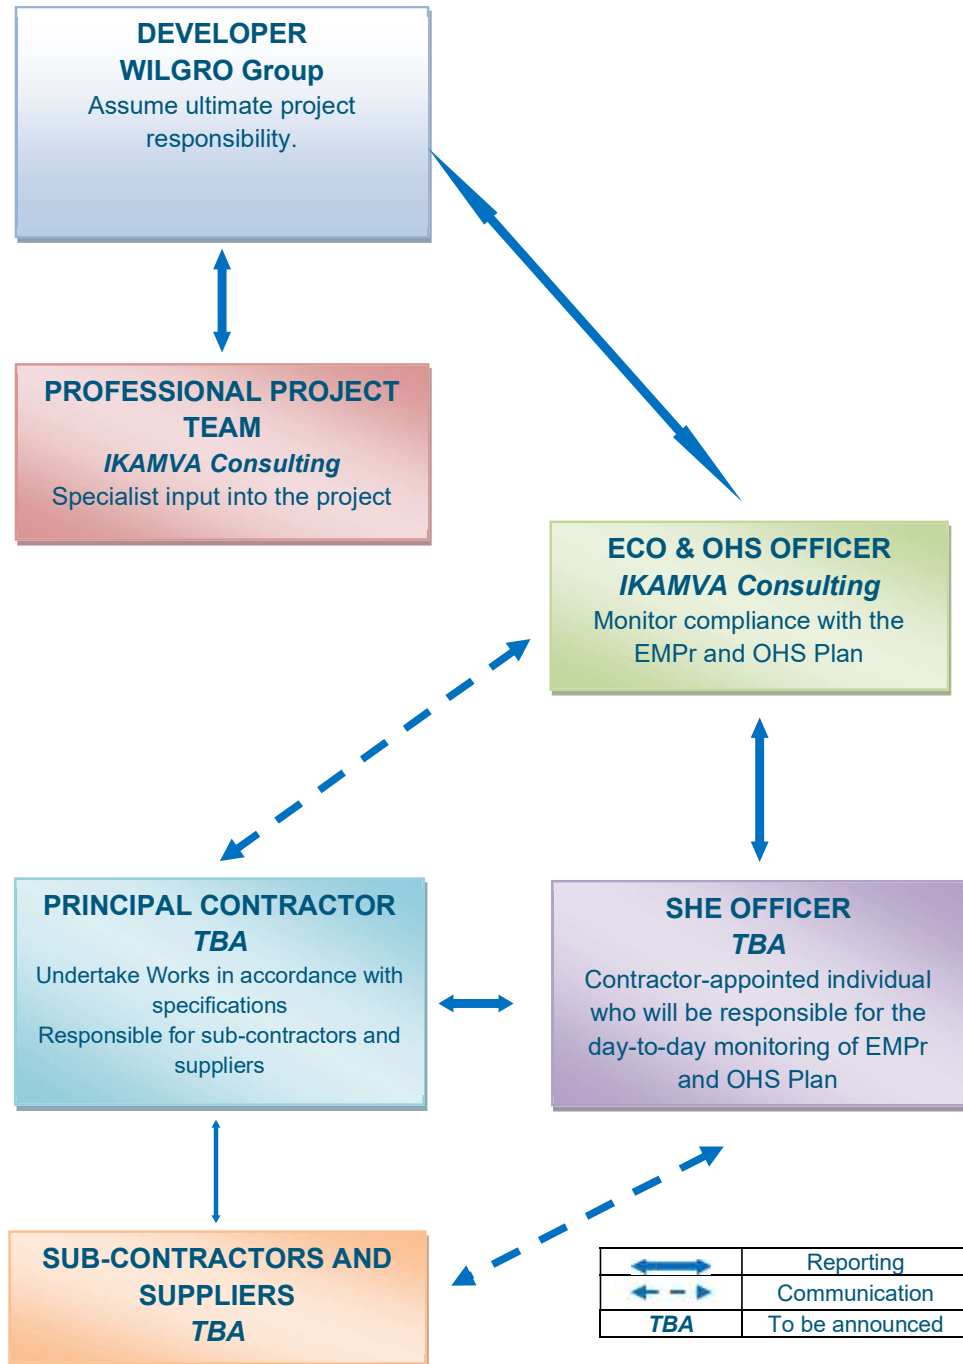 DEVELOPER
WILGRO Group
Assume ultimate project
responsibility.
PROFESSIONAL PROJECT
TEAM
IKAMVA Consulting
Specialist input into the project
ECO & OHS OFFICER
IKAMVA Consulting
Monitor compliance with the
EMPr and OHS Plan
PRINCIPAL CONTRACTOR
TBA
Undertake Works in accordance with
specifications
Responsible for sub-contractors and
suppliers
SHE OFFICER
TBA
Contractor-appointed individual
who will be responsible for the
day-to-day monitoring of EMPr
and OHS Plan
SUB-CONTRACTORS AND
SUPPLIERS
TBA
Reporting
Communication
TBA To be announced